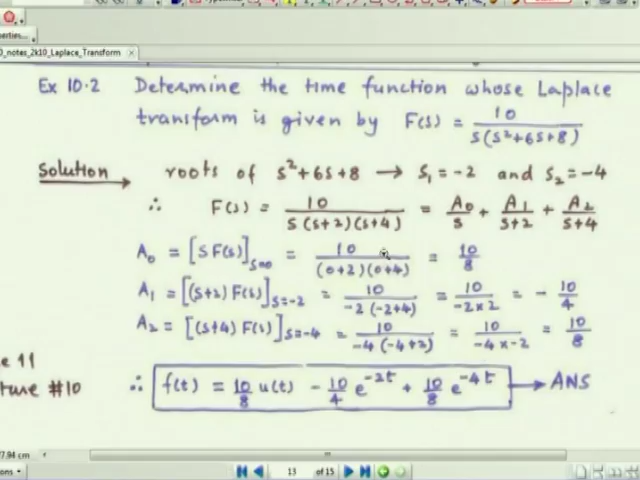 0_notes_2k10_Laplace_Transform
Ex 10.2 Determine the time function whose Laplace
transform is given by F(s) = 10 / s(s²+6s+8)
Solution roots of s²+6s+8 → s₁=-2 and s₂=-4
∴ F(s) = 10 / s(s+2)(s+4) = A₀/s + A₁/s+2 + A₂/s+4
A₀ = [sF(s)]s=0 = 10 / (0+2)(0+4) = 10/8
A₁ = [(s+2) F(s)]s=-2 = 10 / -2(-2+4) = 10 / -2×2 = - 10/4
A₂ = [(s+4) F(s)]s=-4 = 10 / -4(-4+2) = 10 / -4×-2 = 10/8
e 11
ture #10
∴ f(t) = 10/8 u(t) - 10/4 e^-2t + 10/8 e^-4t → ANS
7.94 cm
13 of 15